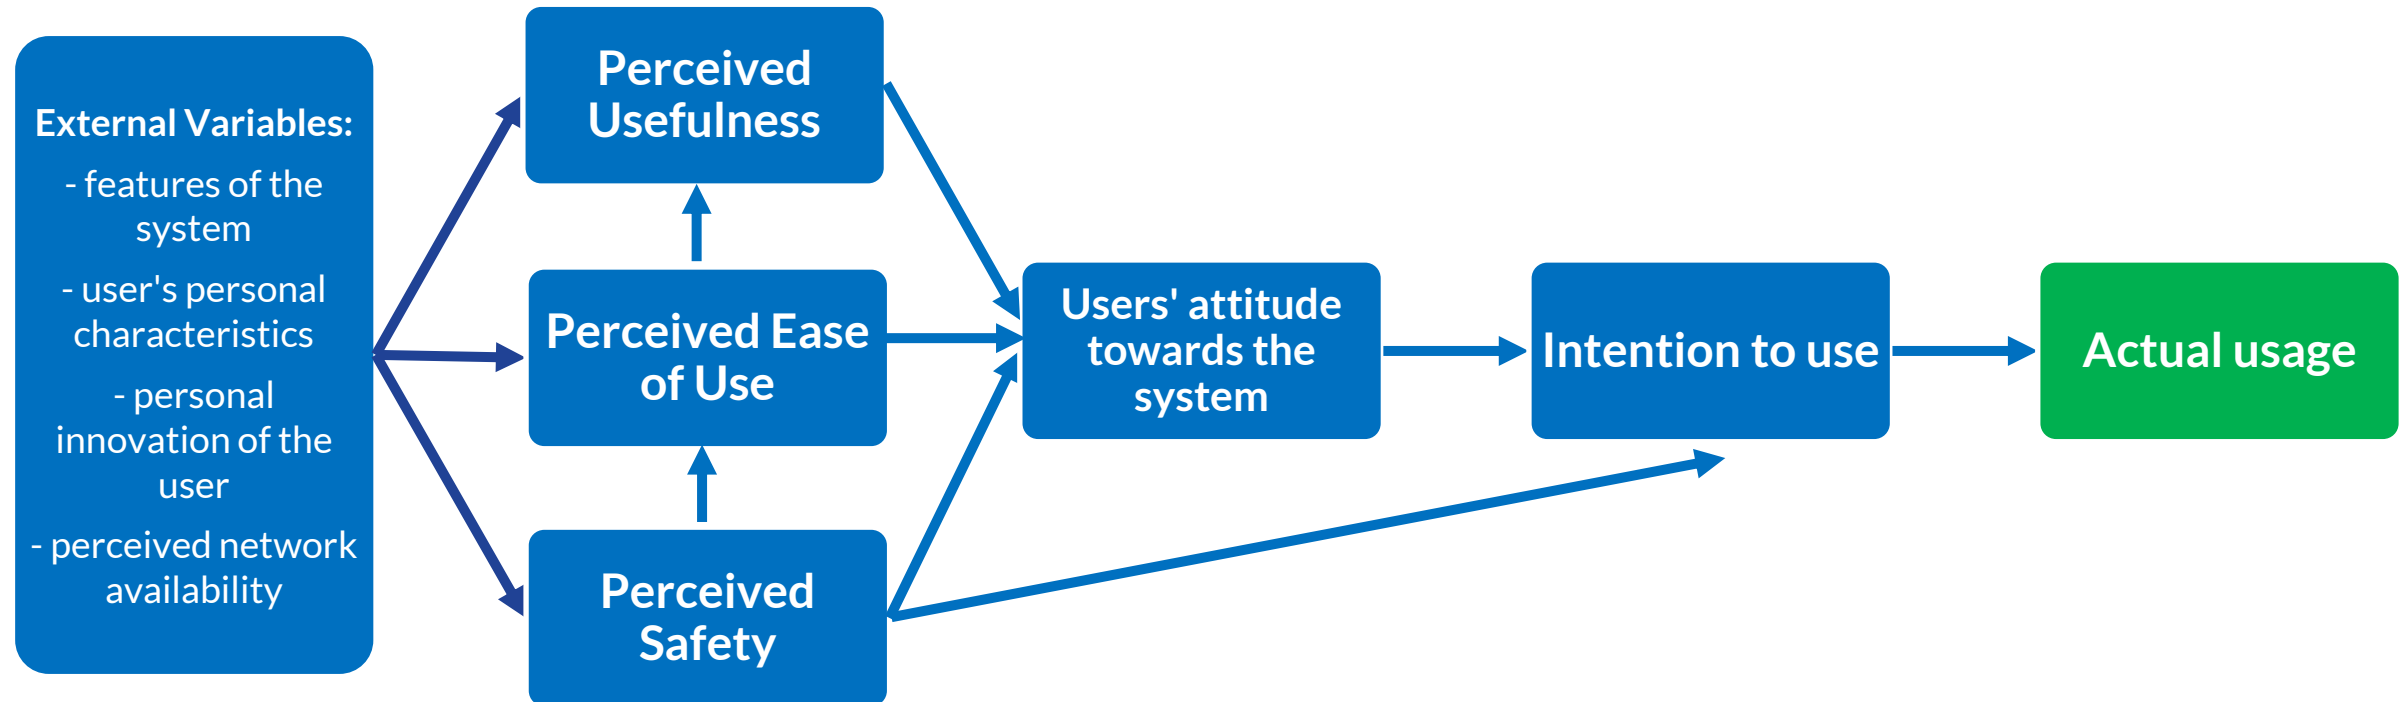 External Variables:
- features of the
system
- user's personal
characteristics
- personal
innovation of the
user
- perceived network
availability
Perceived
Usefulness
Perceived Ease
of Use
Perceived
Safety
Users' attitude
towards the
system
Intention to use
Actual usage